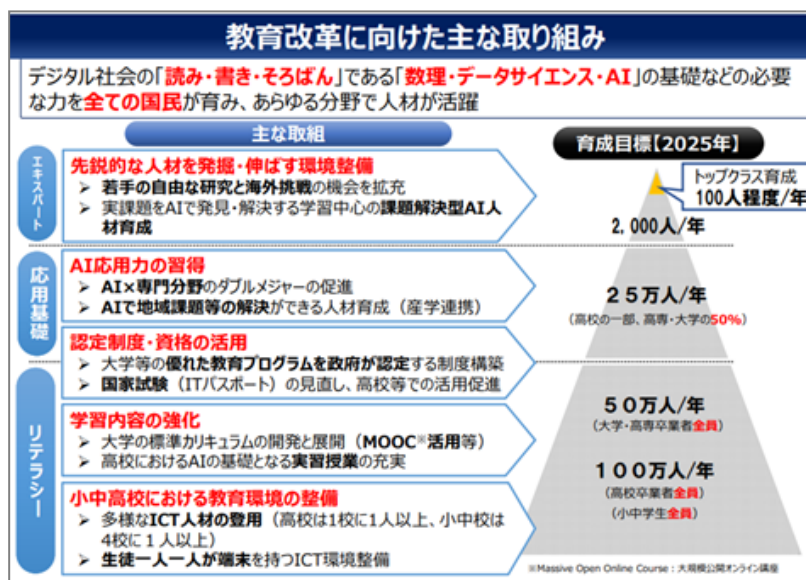 教育改革に向けた主な取り組み
デジタル社会の「読み・書き・そろばん」である「数理・データサイエンス・AI」の基礎などの必要
な力を全ての国民が育み、あらゆる分野で人材が活躍
主な取組
育成目標【2025年】
エキスパート
先鋭的な人材を発掘・伸ばす環境整備
➢ 若手の自由な研究と海外挑戦の機会を拡充
➢ 実課題をAIで発見・解決する学習中心の課題解決型AI人
材育成
トップクラス育成
100人程度/年
2,000人/年
応用基礎
AI応用力の習得
➢ AI×専門分野のダブルメジャーの促進
➢ AIで地域課題等の解決ができる人材育成（産学連携）
25万人/年
（高校の一部、高専・大学の50%）
認定制度・資格の活用
➢ 大学等の優れた教育プログラムを政府が認定する制度構築
➢ 国家試験（ITパスポート）の見直し、高校等での活用促進
リテラシー
学習内容の強化
➢ 大学の標準カリキュラムの開発と展開（MOOC※活用等）
➢ 高校におけるAIの基礎となる実習授業の充実
50万人/年
（大学・高専卒業者全員）
小中高校における教育環境の整備
➢ 多様なICT人材の登用（高校は1校に1人以上、小中校は
4校に1人以上）
➢ 生徒一人一人が端末を持つICT環境整備
100万人/年
（高校卒業者全員）
（小中学生全員）
※Massive Open Online Course：大規模公開オンライン講座